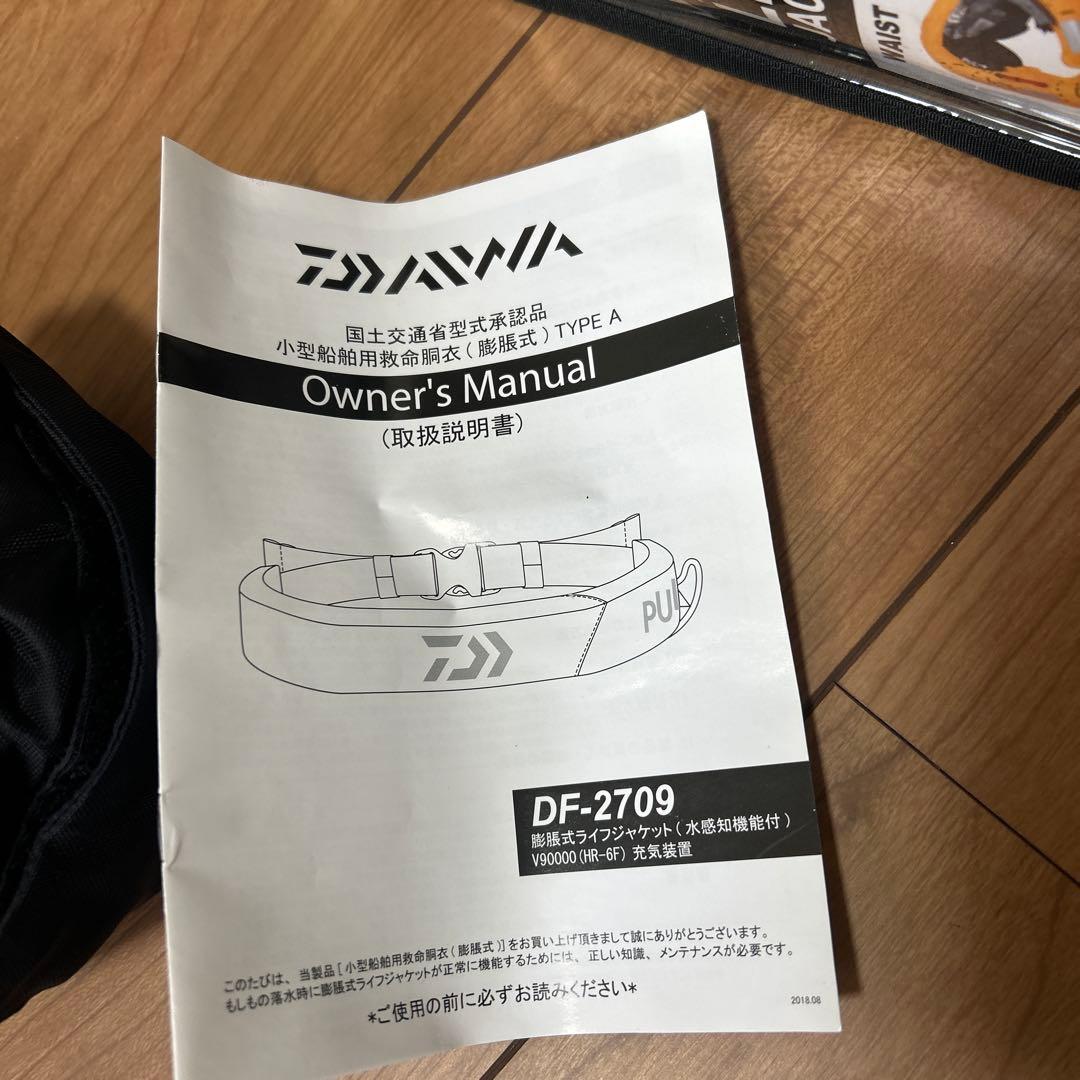 JAC
WAIST
DAIWA
国土交通省型式承認品
小型船舶用救命胴衣(膨脹式)TYPE A
Owner's Manual
(取扱説明書)
PUL
DF-2709
膨脹式ライフジャケット(水感知機能付)
V90000(HR-6F) 充気装置
このたびは、当製品[小型船舶用救命胴衣(膨脹式)]をお買い上げ頂きまして誠にありがとうございます。
もしもの落水時に膨脹式ライフジャケットが正常に機能するためには、正しい知識、メンテナンスが必要です。
*ご使用の前に必ずお読みください*
2018.08